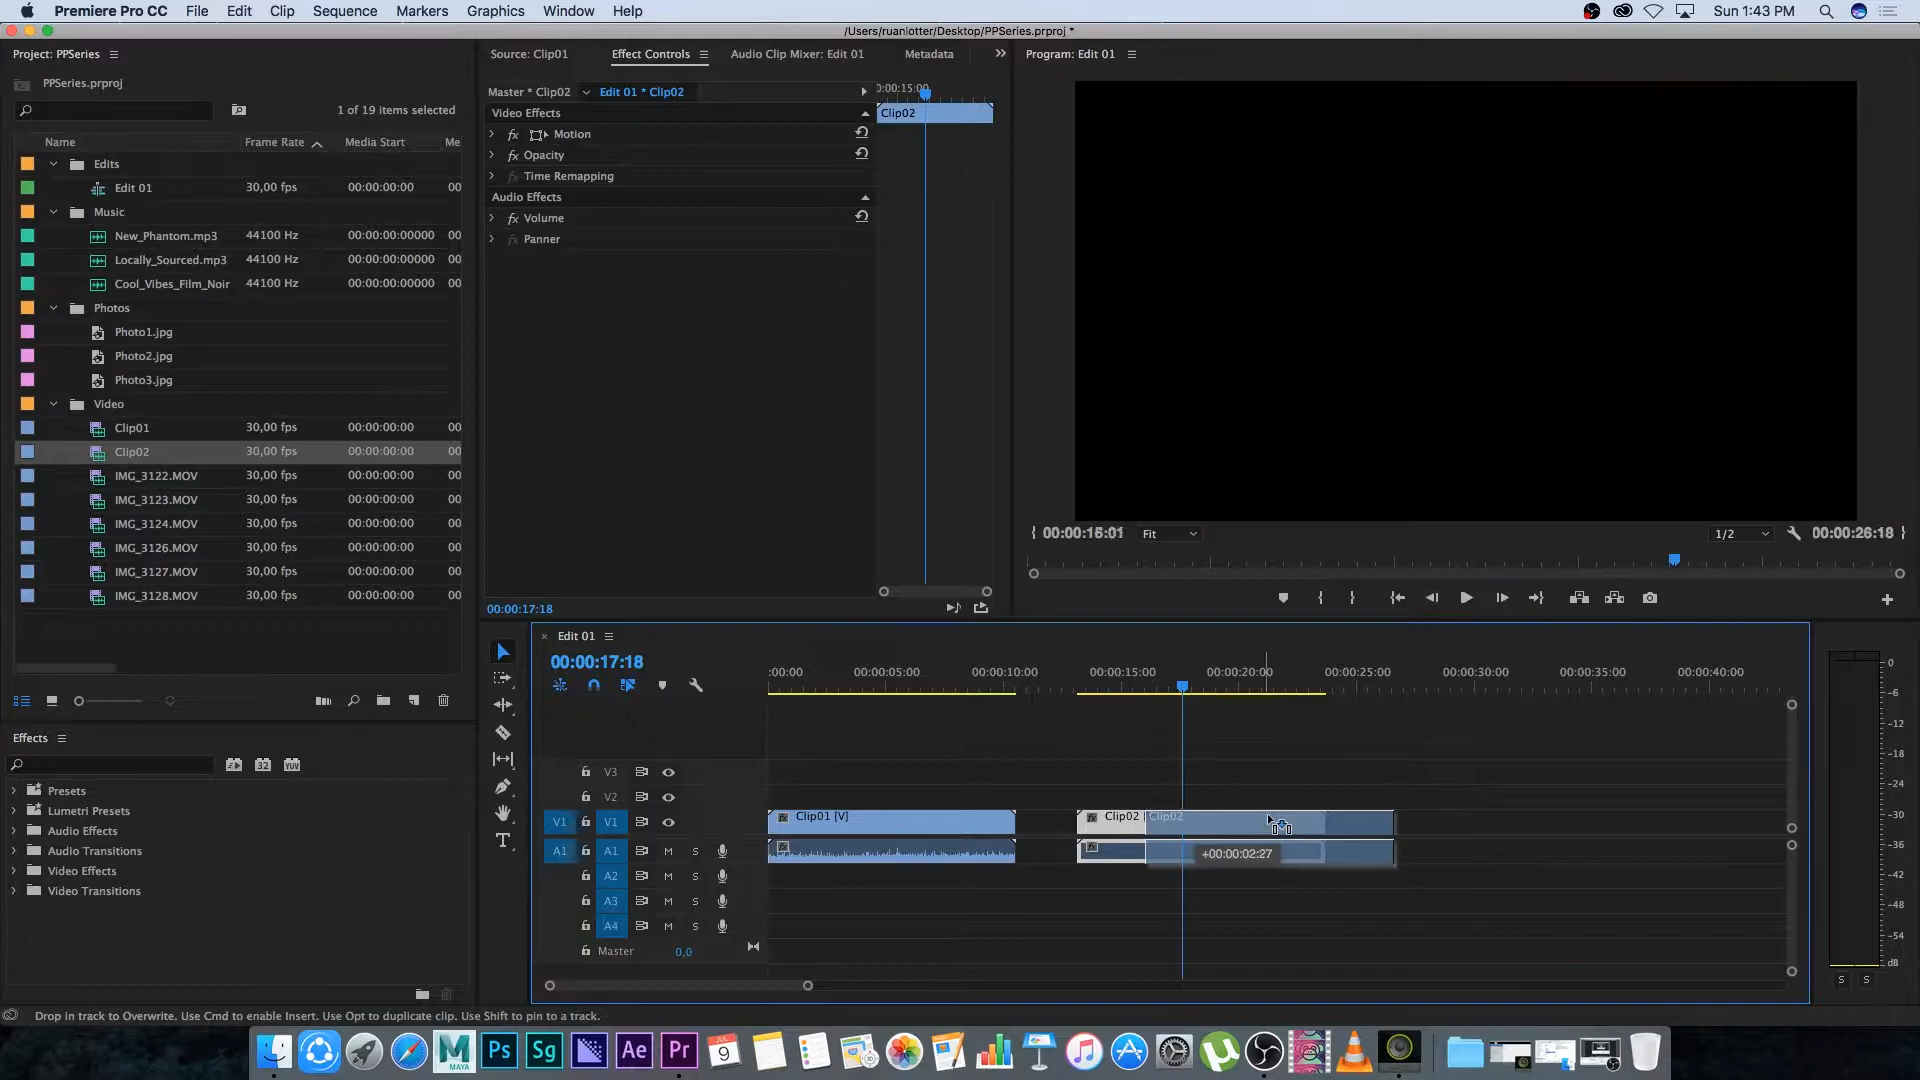 Premiere Pro CC File Edit Clip Sequence Markers Graphics Window Help Sun 1:43 PM
/Users/ruanlotter/Desktop/PPSeries.prproj *
Project: PPSeries
PPSeries.prproj
1 of 19 items selected
Name Frame Rate Media Start Me
Edits
Edit 01 30,00 fps 00:00:00:00 00
Music
New_Phantom.mp3 44100 Hz 00:00:00:00000 00
Locally_Sourced.mp3 44100 Hz 00:00:00:00000 00
Cool_Vibes_Film_Noir 44100 Hz 00:00:00:00000 00
Photos
Photo1.jpg
Photo2.jpg
Photo3.jpg
Video
Clip01 30,00 fps 00:00:00:00 00
Clip02 30,00 fps 00:00:00:00 00
IMG_3122.MOV 30,00 fps 00:00:00:00 00
IMG_3123.MOV 30,00 fps 00:00:00:00 00
IMG_3124.MOV 30,00 fps 00:00:00:00 00
IMG_3126.MOV 30,00 fps 00:00:00:00 00
IMG_3127.MOV 30,00 fps 00:00:00:00 00
IMG_3128.MOV 30,00 fps 00:00:00:00 00
Source: Clip01 Effect Controls Audio Clip Mixer: Edit 01 Metadata
Master * Clip02 Edit 01 * Clip02 0:00:15:00
Video Effects Clip02
fx Motion
fx Opacity
fx Time Remapping
Audio Effects
fx Volume
fx Panner
00:00:17:18
Program: Edit 01
00:00:16:01 Fit 1/2 00:00:26:18
Effects
32 YUV
Presets
Lumetri Presets
Audio Effects
Audio Transitions
Video Effects
Video Transitions
Edit 01
00:00:17:18
:00:00 00:00:05:00 00:00:10:00 00:00:15:00 00:00:20:00 00:00:25:00 00:00:30:00 00:00:35:00 00:00:40:00
V3
V2
V1 V1 fx Clip01 [V] fx Clip02 Clip02
A1 A1 M S +00:00:02:27
A2 M S
A3 M S
A4 M S
Master 0,0
0
-6
-12
-18
-24
-30
-36
-42
-48
-54
dB
S S
Drop in track to Overwrite. Use Cmd to enable Insert. Use Opt to duplicate clip. Use Shift to pin to a track.
MAYA Ps Sg Ae Pr JUL 9